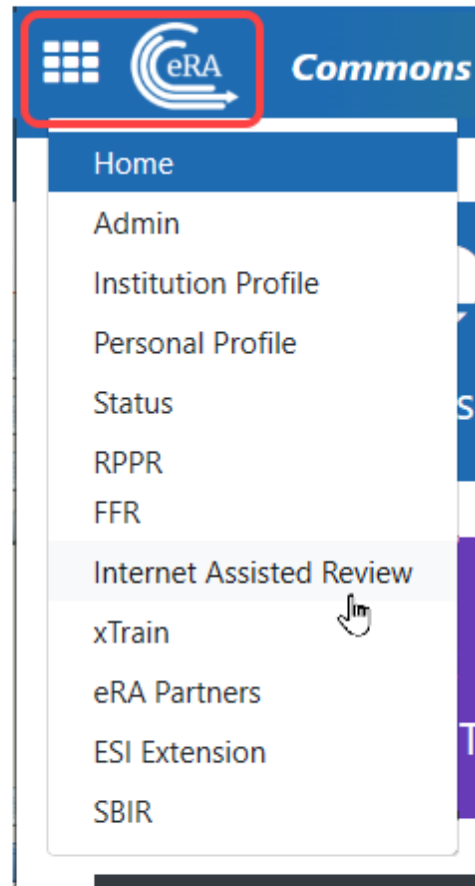 eRA Commons
Home
Admin
Institution Profile
Personal Profile
Status
RPPR
FFR
Internet Assisted Review
xTrain
eRA Partners
ESI Extension
SBIR